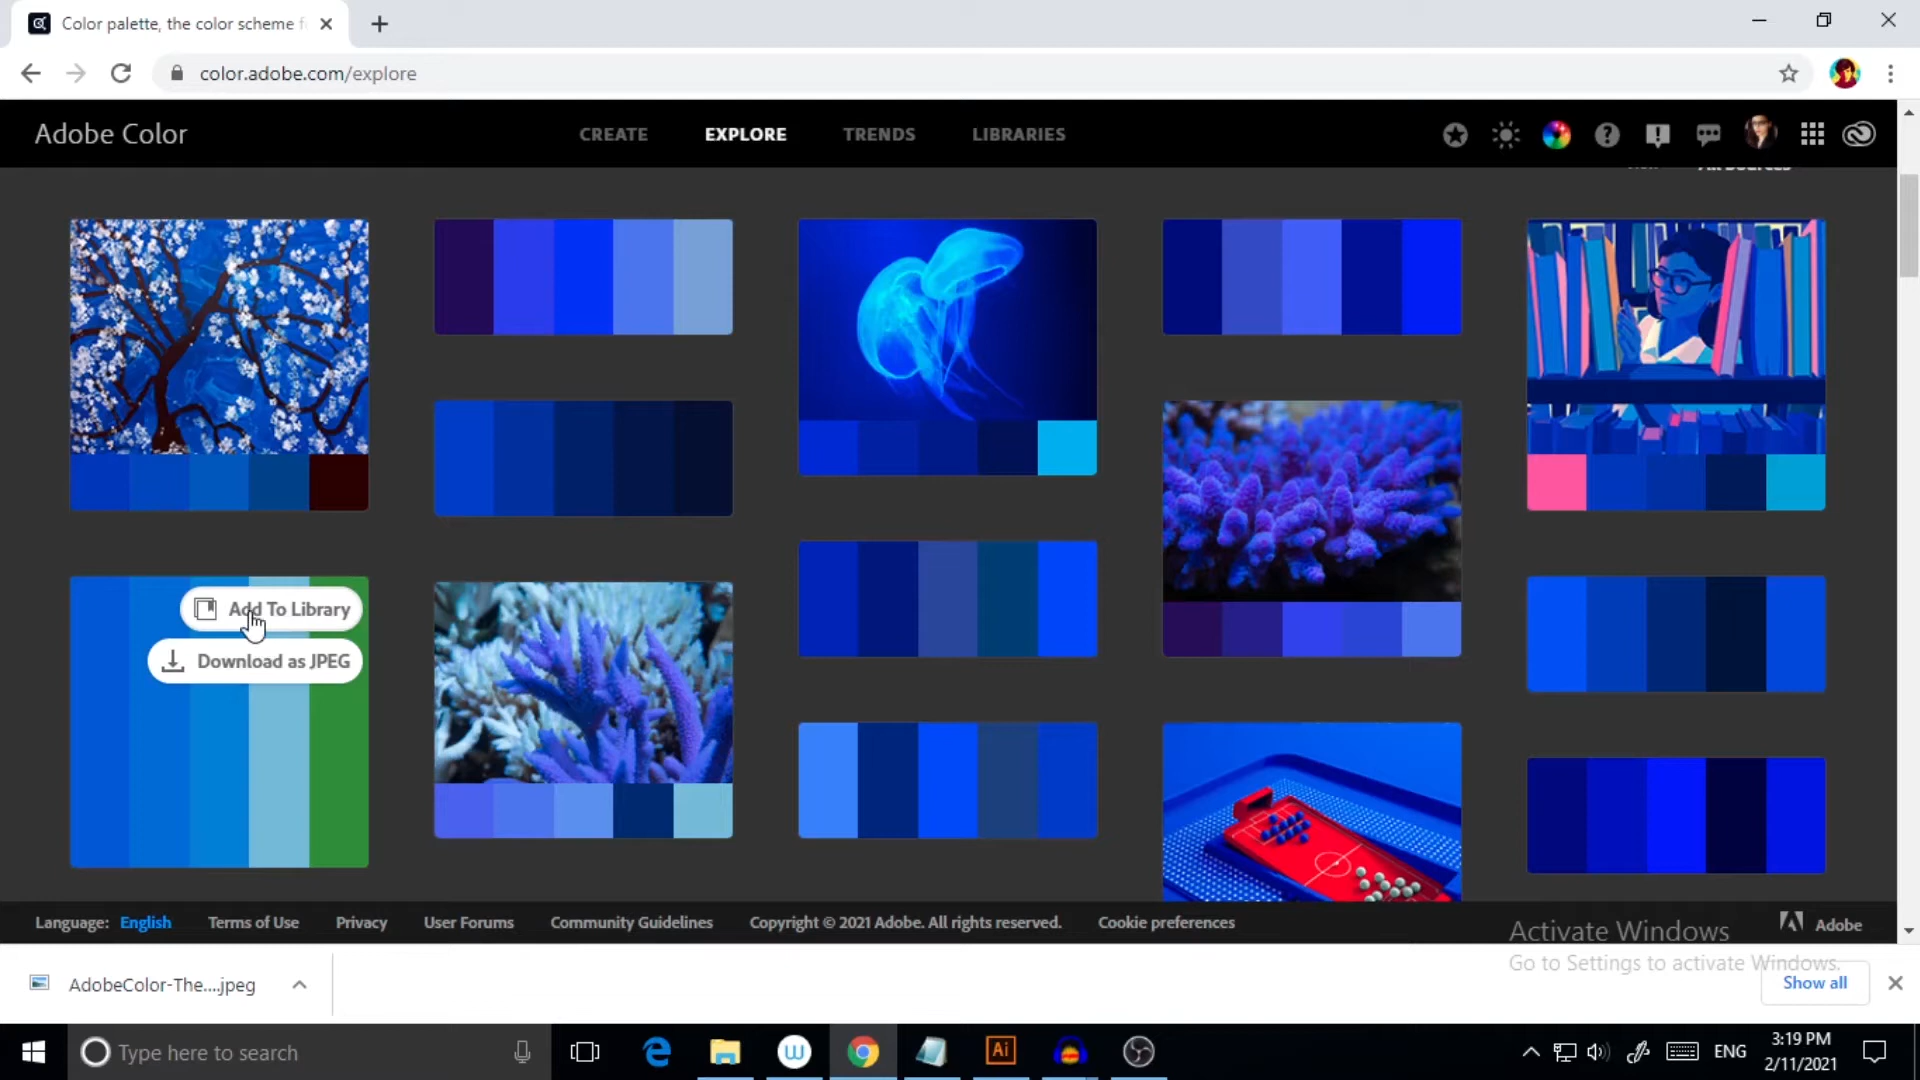 Color palette, the color scheme f
color.adobe.com/explore
Adobe Color
CREATE
EXPLORE
TRENDS
LIBRARIES
Add To Library
Download as JPEG
Language: English
Terms of Use
Privacy
User Forums
Community Guidelines
Copyright © 2021 Adobe. All rights reserved.
Cookie preferences
Adobe
Activate Windows
Go to Settings to activate Windows.
AdobeColor-The....jpeg
Show all
Type here to search
Ai
ENG
3:19 PM
2/11/2021